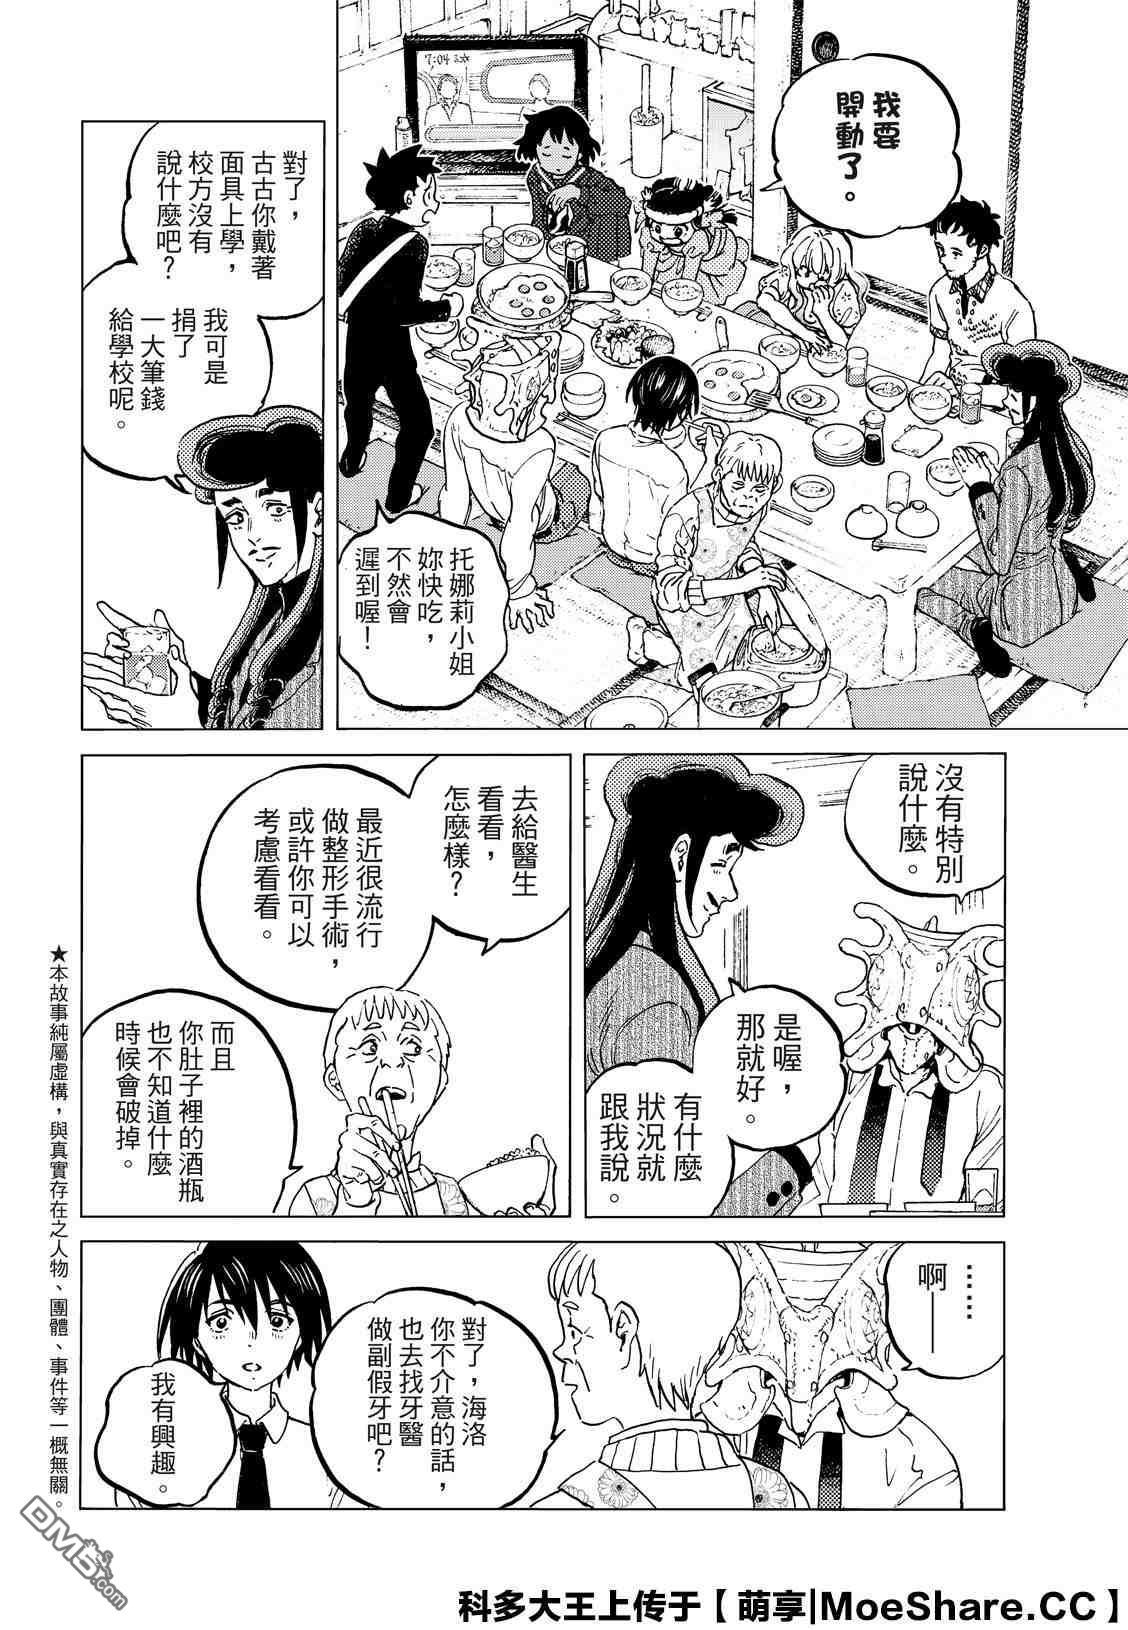 7:04
我要
開動了。
托娜莉小姐
妳快吃，
不然會
遲到喔！
對了，
古古你戴著
面具上學，
校方沒有
說什麼吧？
我可是
捐了
一大筆錢
給學校呢。
沒有特別
說什麼。
是喔，
那就好。
有什麼
狀況就
跟我說。
去給醫生
看看，
怎麼樣？
最近很流行
做整形手術，
或許你可以
考慮看看。
而且
你肚子裡的酒瓶
也不知道什麼
時候會破掉。
……
啊—
對了，海洛
你不介意的話，
也去找牙醫
做副假牙吧？
我有興趣。
★本故事純屬虛構，與真實存在之人物、團體、事件等一概無關。
DM5
www.dm5.com
科多大王上传于【萌享|MoeShare.CC】